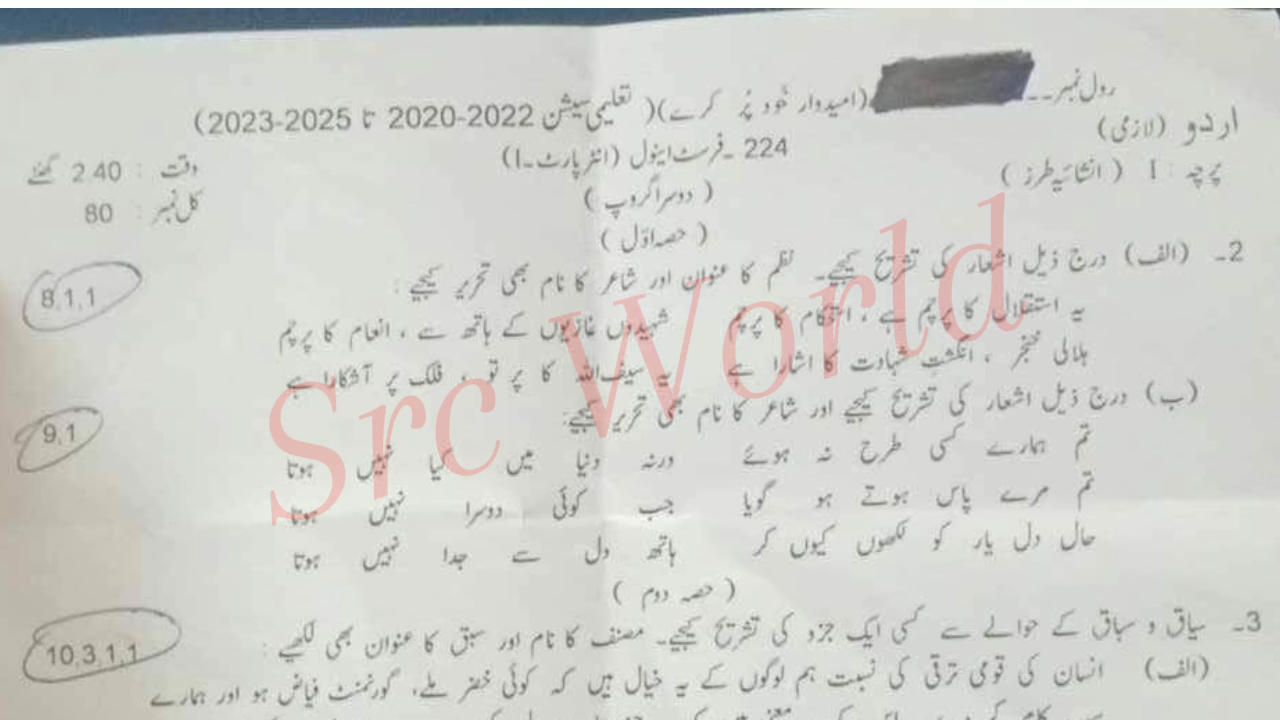 رول نمبر۔۔۔ (امیدوار خود پُر کرے) (تعلیمی سیشن 2022-2020 تا 2025-2023)
اردو (لازمی)
224 ۔فرسٹ اینول (انٹر پارٹ۔I)
وقت : 2.40 گھنٹے
پرچہ : I (انشائیہ طرز)
(دوسرا گروپ)
کل نمبر : 80
(حصہ اوّل)
2۔ (الف) درج ذیل اشعار کی تشریح کیجیے۔ نظم کا عنوان اور شاعر کا نام بھی تحریر کیجیے :
8,1,1
یہ استقلال کا پرچم ہے ، استحکام کا پرچم شہیدوں غازیوں کے ہاتھ سے ، انعام کا پرچم
ہلالی خنجر ، انگشتِ شہادت کا اشارا ہے یہ سیف اللہ کا پر تو ، فلک پر آشکارا ہے
(ب) درج ذیل اشعار کی تشریح کیجیے اور شاعر کا نام بھی تحریر کیجیے:
9,1
تم ہمارے کسی طرح نہ ہوئے ورنہ دنیا میں کیا نہیں ہوتا
تم مرے پاس ہوتے ہو گویا جب کوئی دوسرا نہیں ہوتا
حال دل یار کو لکھوں کیوں کر ہاتھ دل سے جدا نہیں ہوتا
(حصہ دوم)
3۔ سیاق و سباق کے حوالے سے کسی ایک جزو کی تشریح کیجیے۔ مصنف کا نام اور سبق کا عنوان بھی لکھیے :
10,3,1,1
(الف) انسان کی قومی ترقی کی نسبت ہم لوگوں کے یہ خیال ہیں کہ کوئی خضر ملے، گورنمنٹ فیاض ہو اور ہمارے
Src World